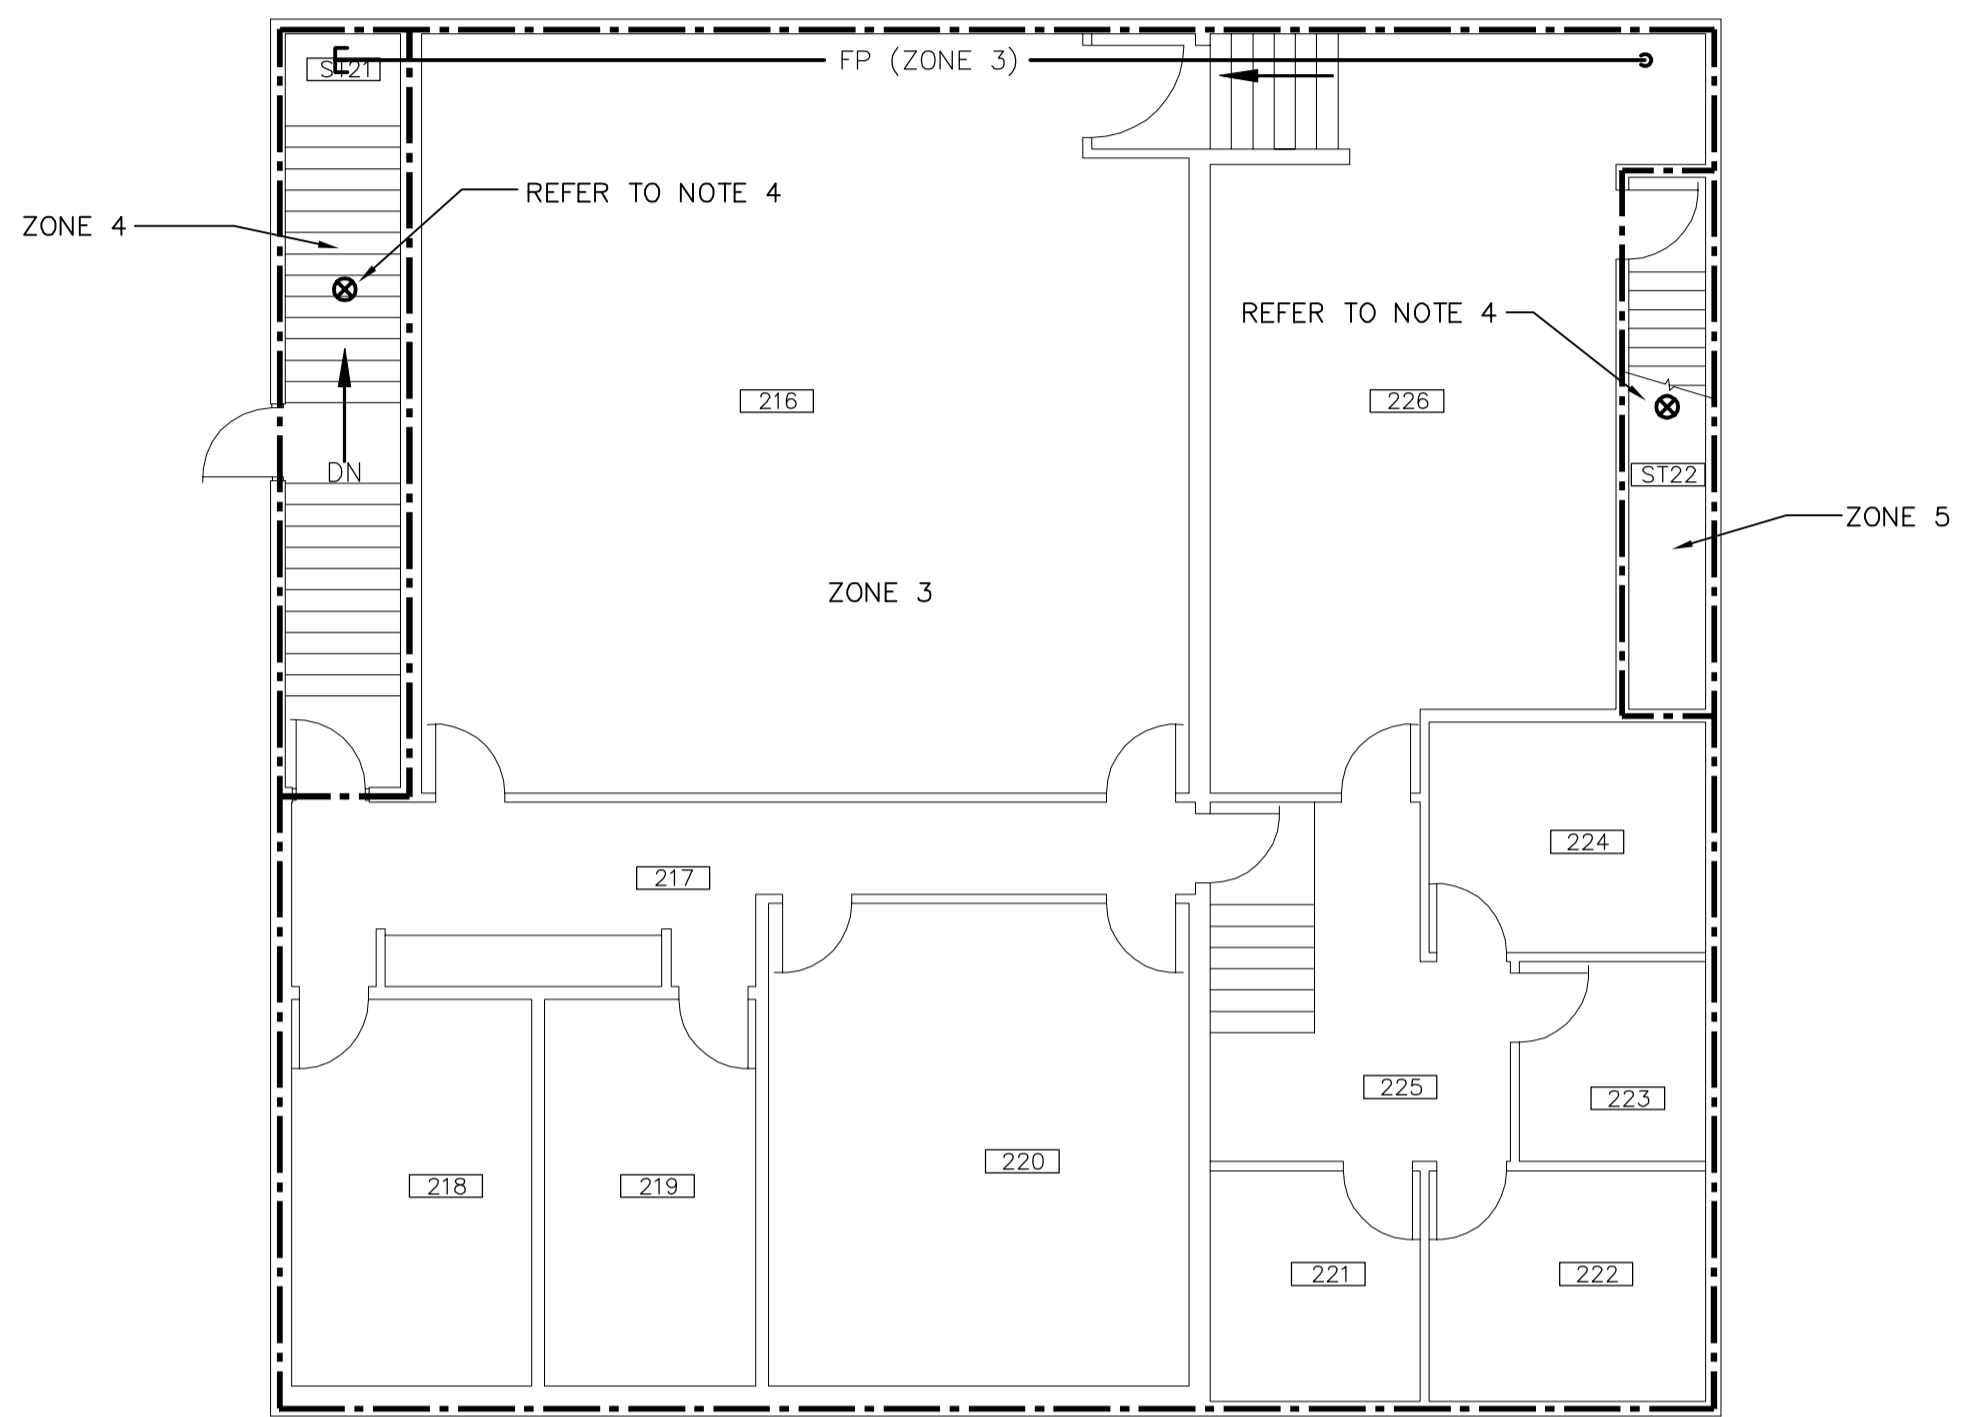 FP (ZONE 3)
ST21
REFER TO NOTE 4
ZONE 4
REFER TO NOTE 4
216
226
DN
ST22
ZONE 5
ZONE 3
224
217
225
223
220
218
219
221
222